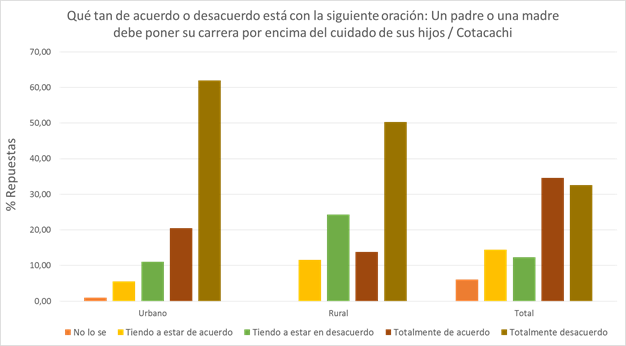 Qué tan de acuerdo o desacuerdo está con la siguiente oración: Un padre o una madre
debe poner su carrera por encima del cuidado de sus hijos / Cotacachi
70,00
60,00
50,00
40,00
30,00
20,00
10,00
0,00
% Repuestas
Urbano Rural Total
No lo se Tiendo a estar de acuerdo Tiendo a estar en desacuerdo Totalmente de acuerdo Totalmente desacuerdo